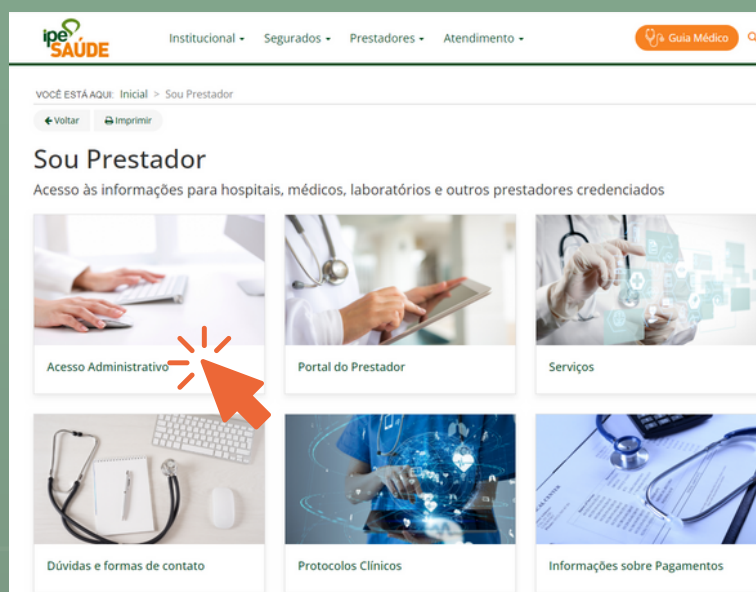 ipe
SAÚDE
Institucional
Segurados
Prestadores
Atendimento
Guia Médico
VOCÊ ESTÁ AQUI: Inicial > Sou Prestador
Voltar
Imprimir
Sou Prestador
Acesso às informações para hospitais, médicos, laboratórios e outros prestadores credenciados
Acesso Administrativo
Portal do Prestador
Serviços
Dúvidas e formas de contato
Protocolos Clínicos
Informações sobre Pagamentos